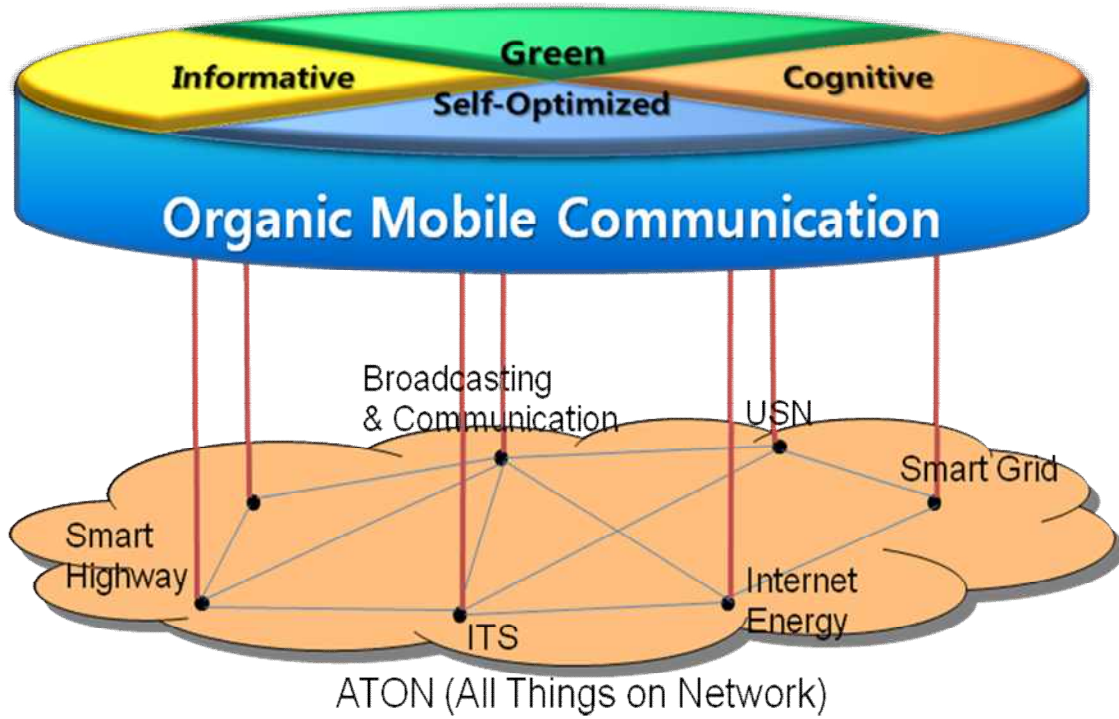 Green
Informative
Cognitive
Self-Optimized
Organic Mobile Communication
Broadcasting
& Communication
USN
Smart Grid
Smart
Highway
Internet
Energy
ITS
ATON (All Things on Network)